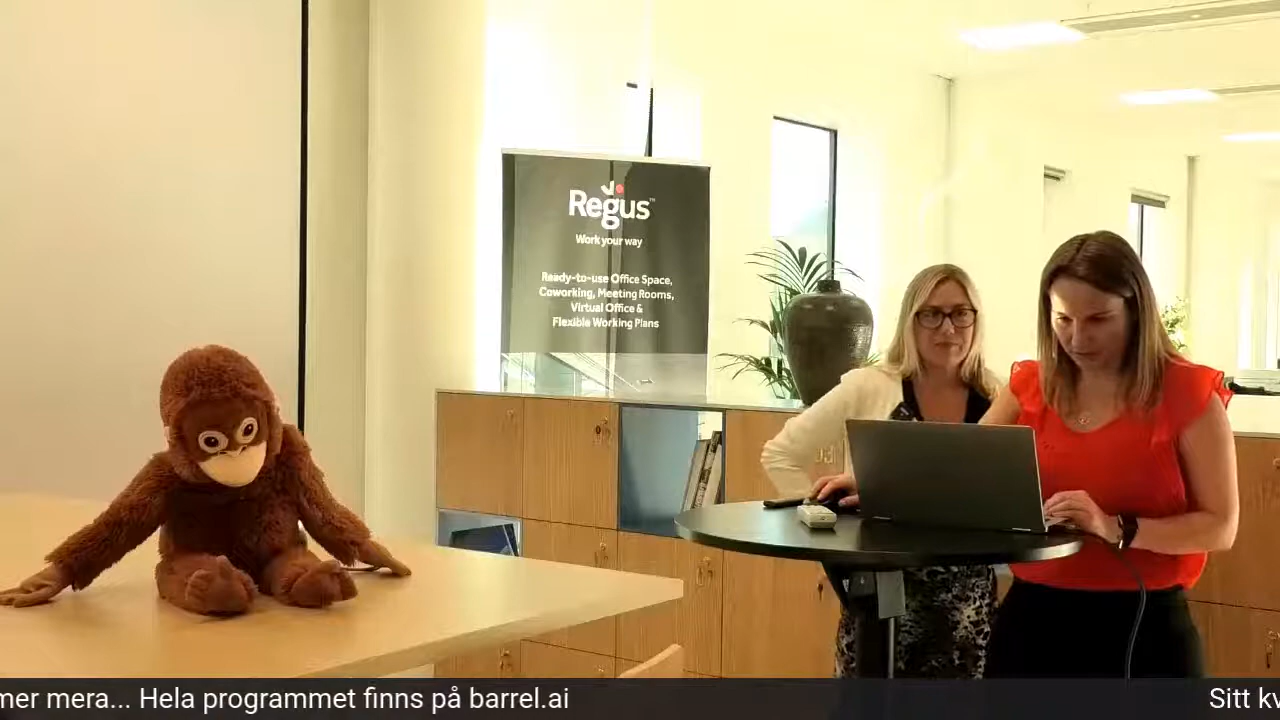 Regus
Work your way
Ready-to-use Office Space,
Coworking, Meeting Rooms,
Virtual Office &
Flexible Working Plans
mer mera... Hela programmet finns på barrel.ai
Sitt kv